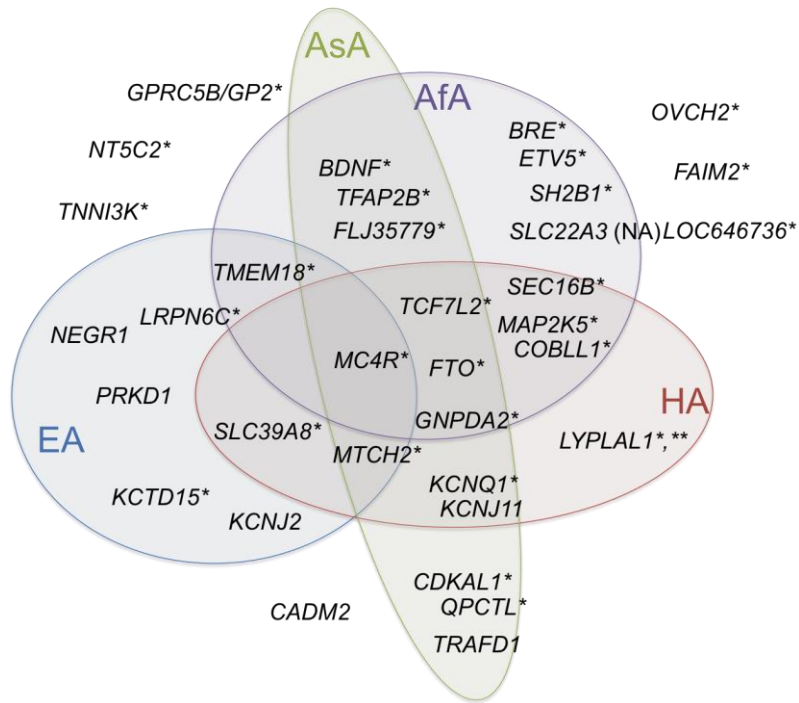 AsA
GPRC5B/GP2*
AfA
OVCH2*
BRE*
NT5C2*
ETV5*
BDNF*
FAIM2*
TFAP2B*
SH2B1*
TNNI3K*
FLJ35779*
SLC22A3 (NA) LOC646736*
TMEM18*
SEC16B*
TCF7L2*
LRPN6C*
MAP2K5*
NEGR1
COBLL1*
MC4R*
FTO*
PRKD1
HA
GNPDA2*
SLC39A8*
EA
LYPLAL1*,**
MTCH2*
KCNQ1*
KCTD15*
KCNJ11
KCNJ2
CDKAL1*
CADM2
QPCTL*
TRAFD1